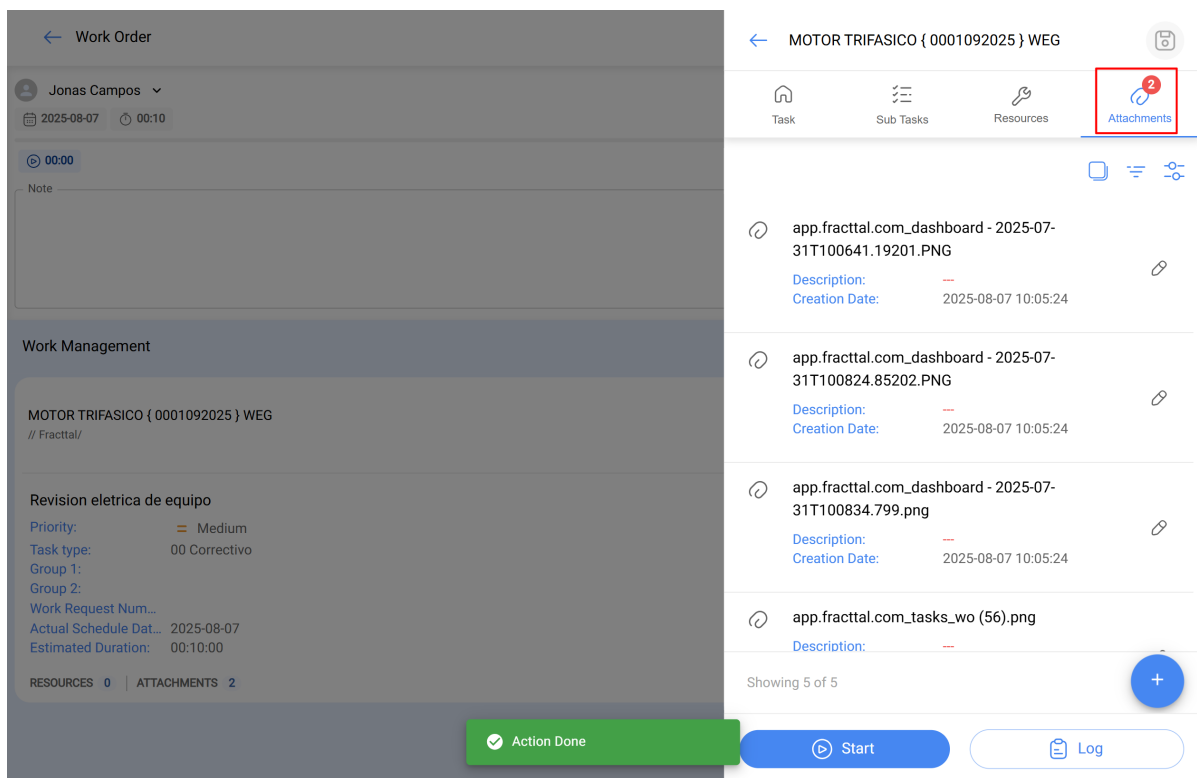 Work Order
Jonas Campos
2025-08-07 00:10
00:00
Note
Work Management
MOTOR TRIFASICO { 0001092025 } WEG
// Fracttal/
Revision eletrica de equipo
Priority: Medium
Task type: 00 Correctivo
Group 1:
Group 2:
Work Request Num...
Actual Schedule Dat... 2025-08-07
Estimated Duration: 00:10:00
RESOURCES 0 | ATTACHMENTS 2
Action Done
MOTOR TRIFASICO { 0001092025 } WEG
2
Task Sub Tasks Resources Attachments
app.fracttal.com_dashboard - 2025-07-
31T100641.19201.PNG
Description: ---
Creation Date: 2025-08-07 10:05:24
app.fracttal.com_dashboard - 2025-07-
31T100824.85202.PNG
Description: ---
Creation Date: 2025-08-07 10:05:24
app.fracttal.com_dashboard - 2025-07-
31T100834.799.png
Description: ---
Creation Date: 2025-08-07 10:05:24
app.fracttal.com_tasks_wo (56).png
Description: ---
Showing 5 of 5
+
Start Log